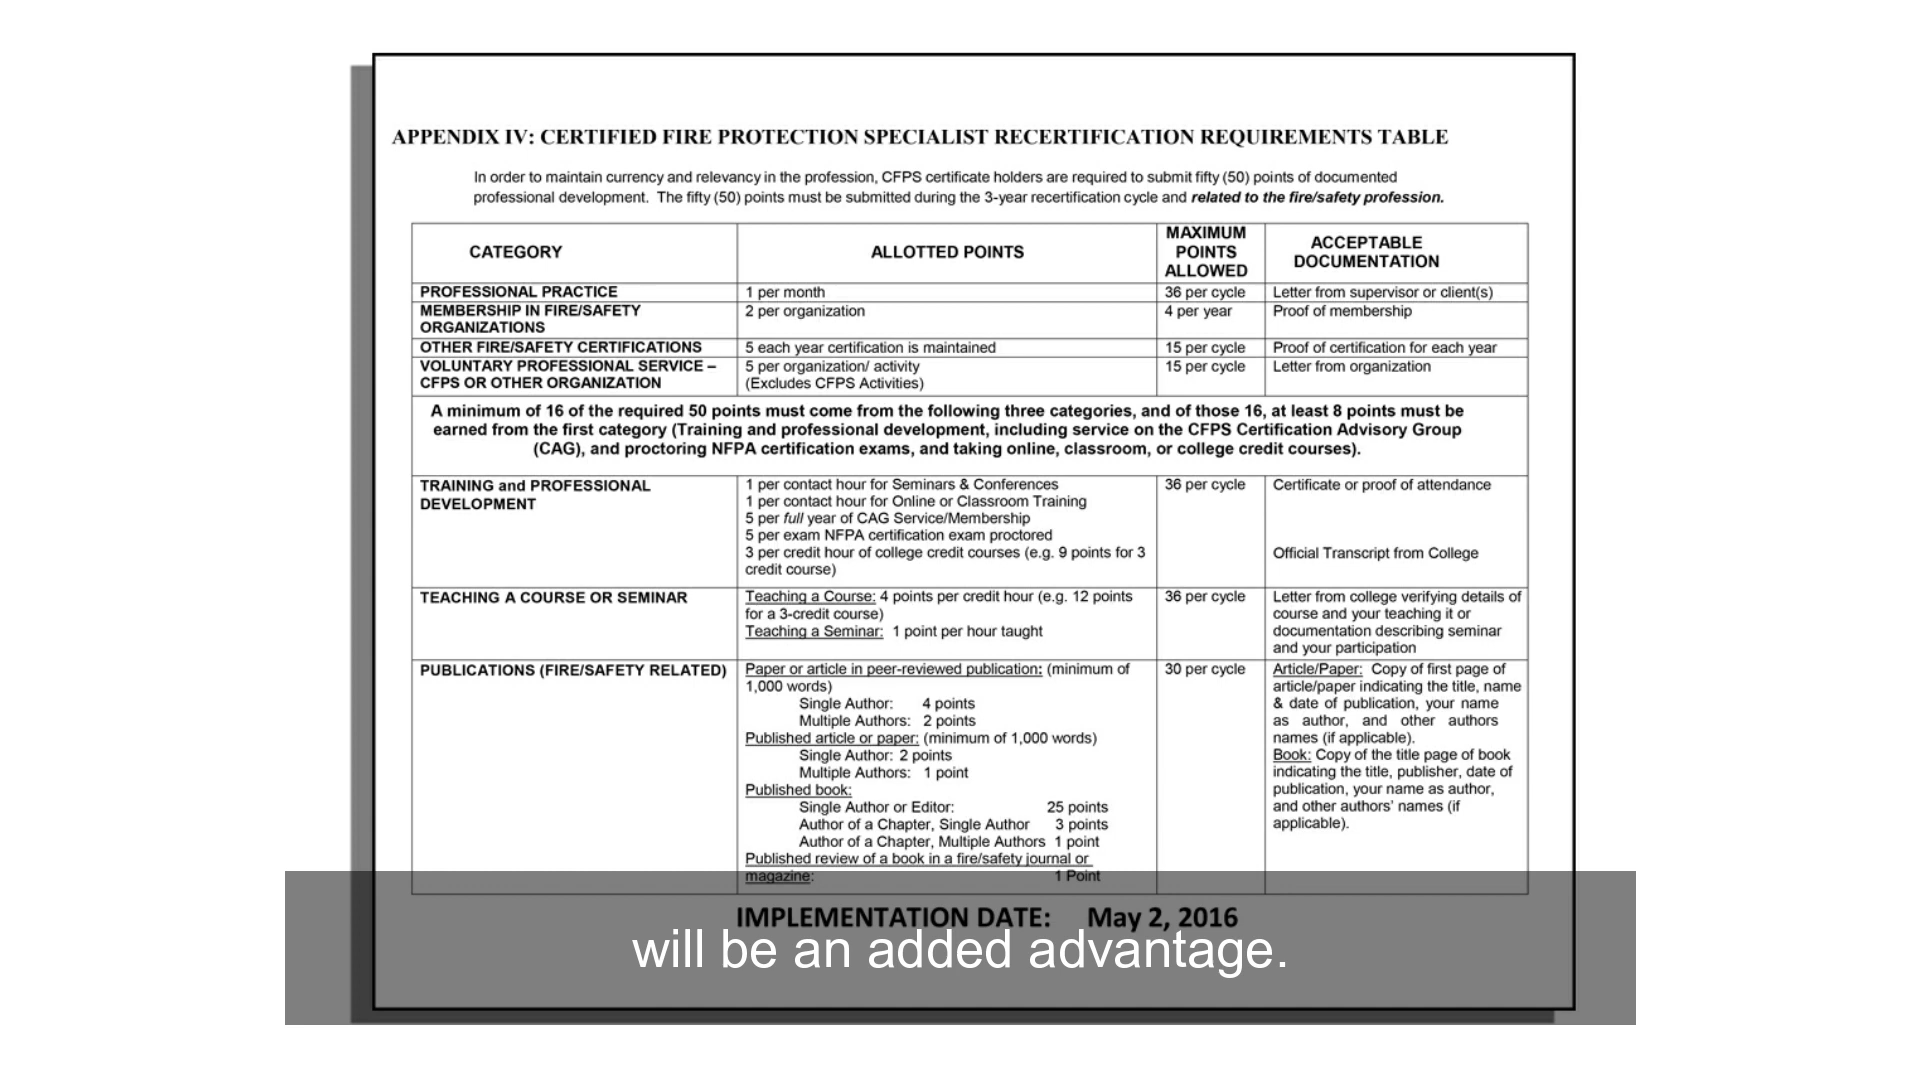 APPENDIX IV: CERTIFIED FIRE PROTECTION SPECIALIST RECERTIFICATION REQUIREMENTS TABLE
In order to maintain currency and relevancy in the profession, CFPS certificate holders are required to submit fifty (50) points of documented
professional development. The fifty (50) points must be submitted during the 3-year recertification cycle and related to the fire/safety profession.
CATEGORY
ALLOTTED POINTS
MAXIMUM
POINTS
ALLOWED
ACCEPTABLE
DOCUMENTATION
PROFESSIONAL PRACTICE
1 per month
36 per cycle
Letter from supervisor or client(s)
MEMBERSHIP IN FIRE/SAFETY
ORGANIZATIONS
2 per organization
4 per year
Proof of membership
OTHER FIRE/SAFETY CERTIFICATIONS
5 each year certification is maintained
15 per cycle
Proof of certification for each year
VOLUNTARY PROFESSIONAL SERVICE –
CFPS OR OTHER ORGANIZATION
5 per organization/ activity
(Excludes CFPS Activities)
15 per cycle
Letter from organization
A minimum of 16 of the required 50 points must come from the following three categories, and of those 16, at least 8 points must be
earned from the first category (Training and professional development, including service on the CFPS Certification Advisory Group
(CAG), and proctoring NFPA certification exams, and taking online, classroom, or college credit courses).
TRAINING and PROFESSIONAL
DEVELOPMENT
1 per contact hour for Seminars & Conferences
1 per contact hour for Online or Classroom Training
5 per full year of CAG Service/Membership
5 per exam NFPA certification exam proctored
3 per credit hour of college credit courses (e.g. 9 points for 3
credit course)
36 per cycle
Certificate or proof of attendance
Official Transcript from College
TEACHING A COURSE OR SEMINAR
Teaching a Course: 4 points per credit hour (e.g. 12 points
for a 3-credit course)
Teaching a Seminar: 1 point per hour taught
36 per cycle
Letter from college verifying details of
course and your teaching it or
documentation describing seminar
and your participation
PUBLICATIONS (FIRE/SAFETY RELATED)
Paper or article in peer-reviewed publication: (minimum of
1,000 words)
Single Author: 4 points
Multiple Authors: 2 points
Published article or paper: (minimum of 1,000 words)
Single Author: 2 points
Multiple Authors: 1 point
Published book:
Single Author or Editor: 25 points
Author of a Chapter, Single Author 3 points
Author of a Chapter, Multiple Authors 1 point
Published review of a book in a fire/safety journal or
magazine: 1 Point
30 per cycle
Article/Paper: Copy of first page of
article/paper indicating the title, name
& date of publication, your name
as author, and other authors
names (if applicable).
Book: Copy of the title page of book
indicating the title, publisher, date of
publication, your name as author,
and other authors' names (if
applicable).
IMPLEMENTATION DATE: May 2, 2016
will be an added advantage.